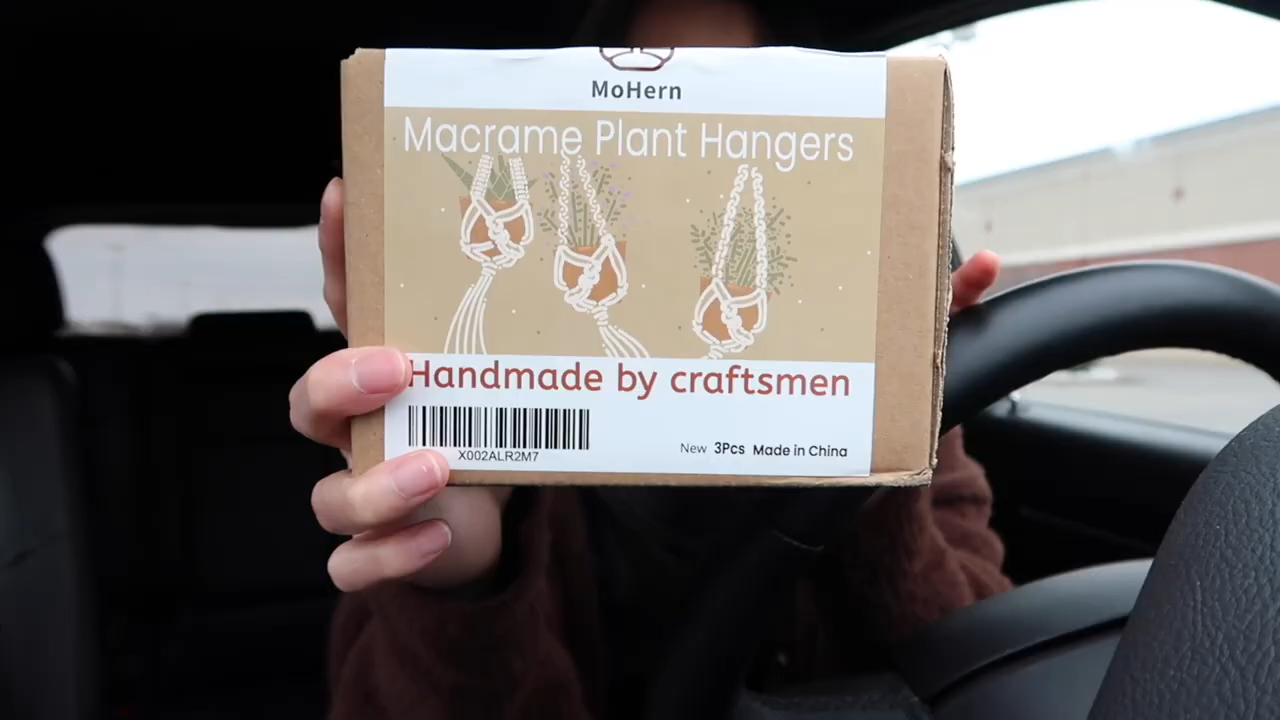 MoHern
Macrame Plant Hangers
Handmade by craftsmen
X002ALR2M7
New 3Pcs Made in China